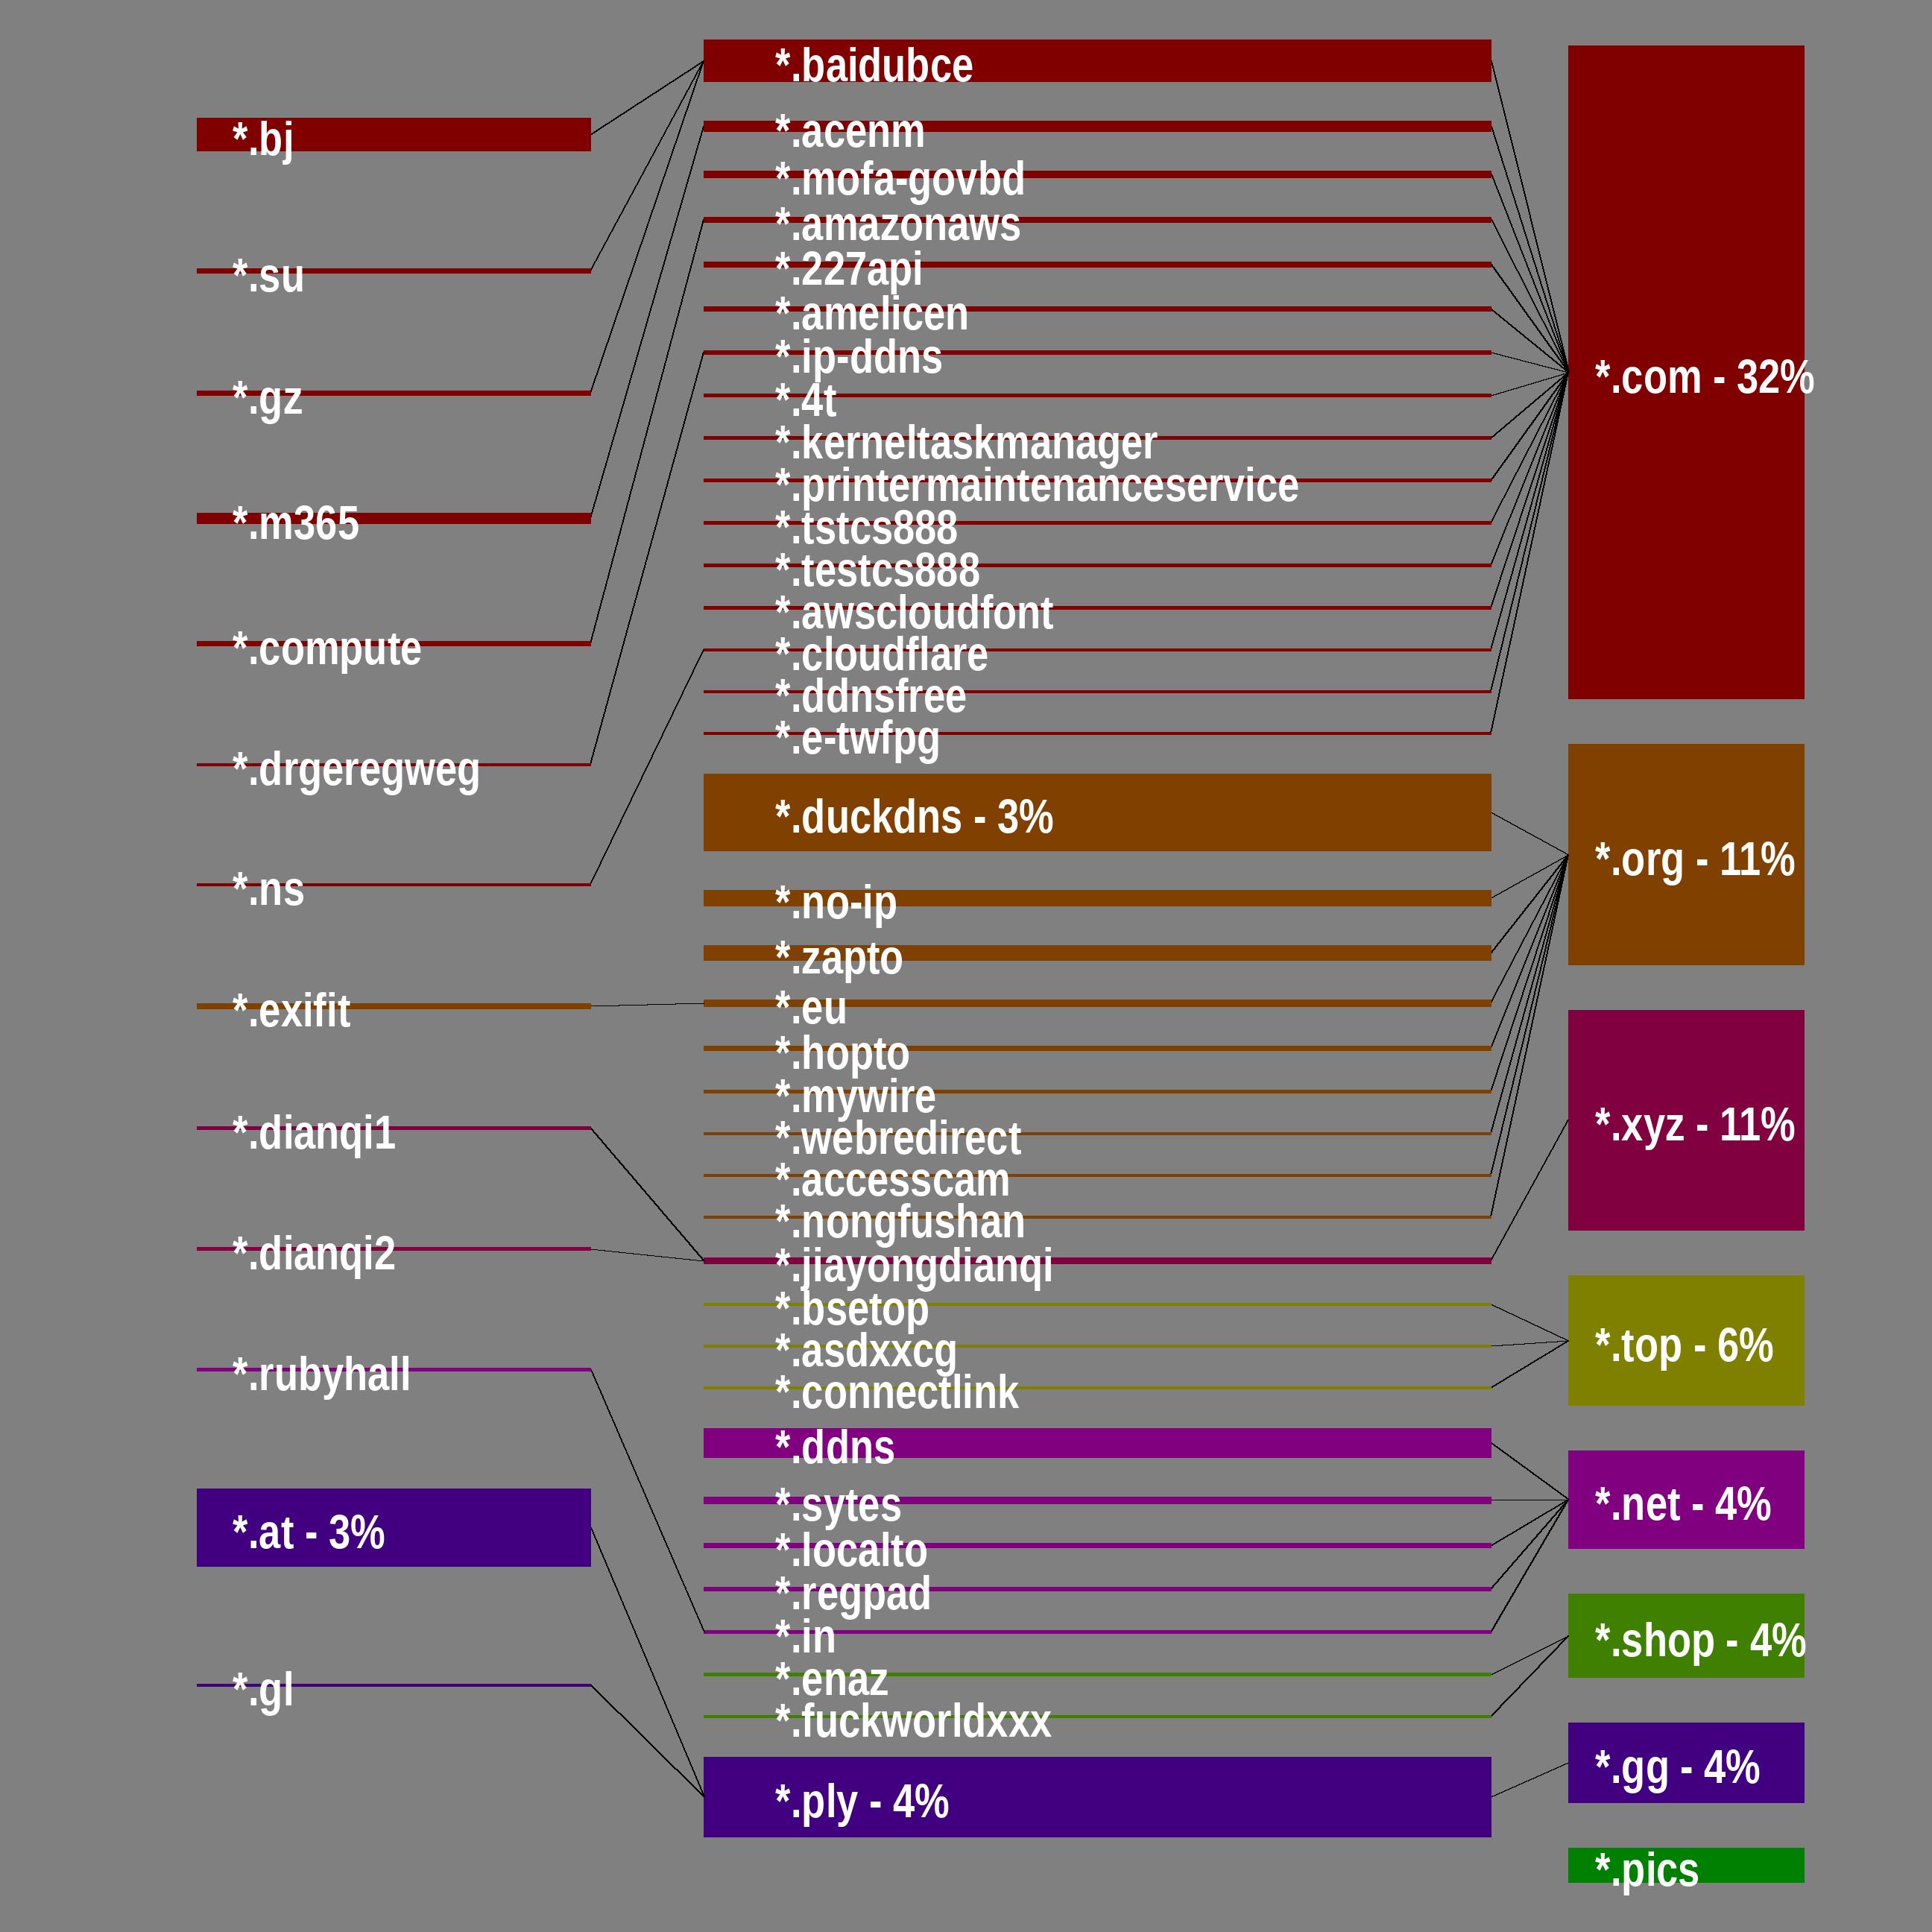 *.bj
*.su
*.gz
*.m365
*.compute
*.drgeregweg
*.ns
*.exifit
*.dianqi1
*.dianqi2
*.rubyhall
*.at - 3%
*.gl
*.baidubce
*.acenm
*.mofa-govbd
*.amazonaws
*.227api
*.amelicen
*.ip-ddns
*.4t
*.kerneltaskmanager
*.printermaintenanceservice
*.tstcs888
*.testcs888
*.awscloudfont
*.cloudflare
*.ddnsfree
*.e-twfpg
*.duckdns - 3%
*.no-ip
*.zapto
*.eu
*.hopto
*.mywire
*.webredirect
*.accesscam
*.nongfushan
*.jiayongdianqi
*.bsetop
*.asdxxcg
*.connectlink
*.ddns
*.sytes
*.localto
*.regpad
*.in
*.enaz
*.fuckworldxxx
*.ply - 4%
*.com - 32%
*.org - 11%
*.xyz - 11%
*.top - 6%
*.net - 4%
*.shop - 4%
*.gg - 4%
*.pics